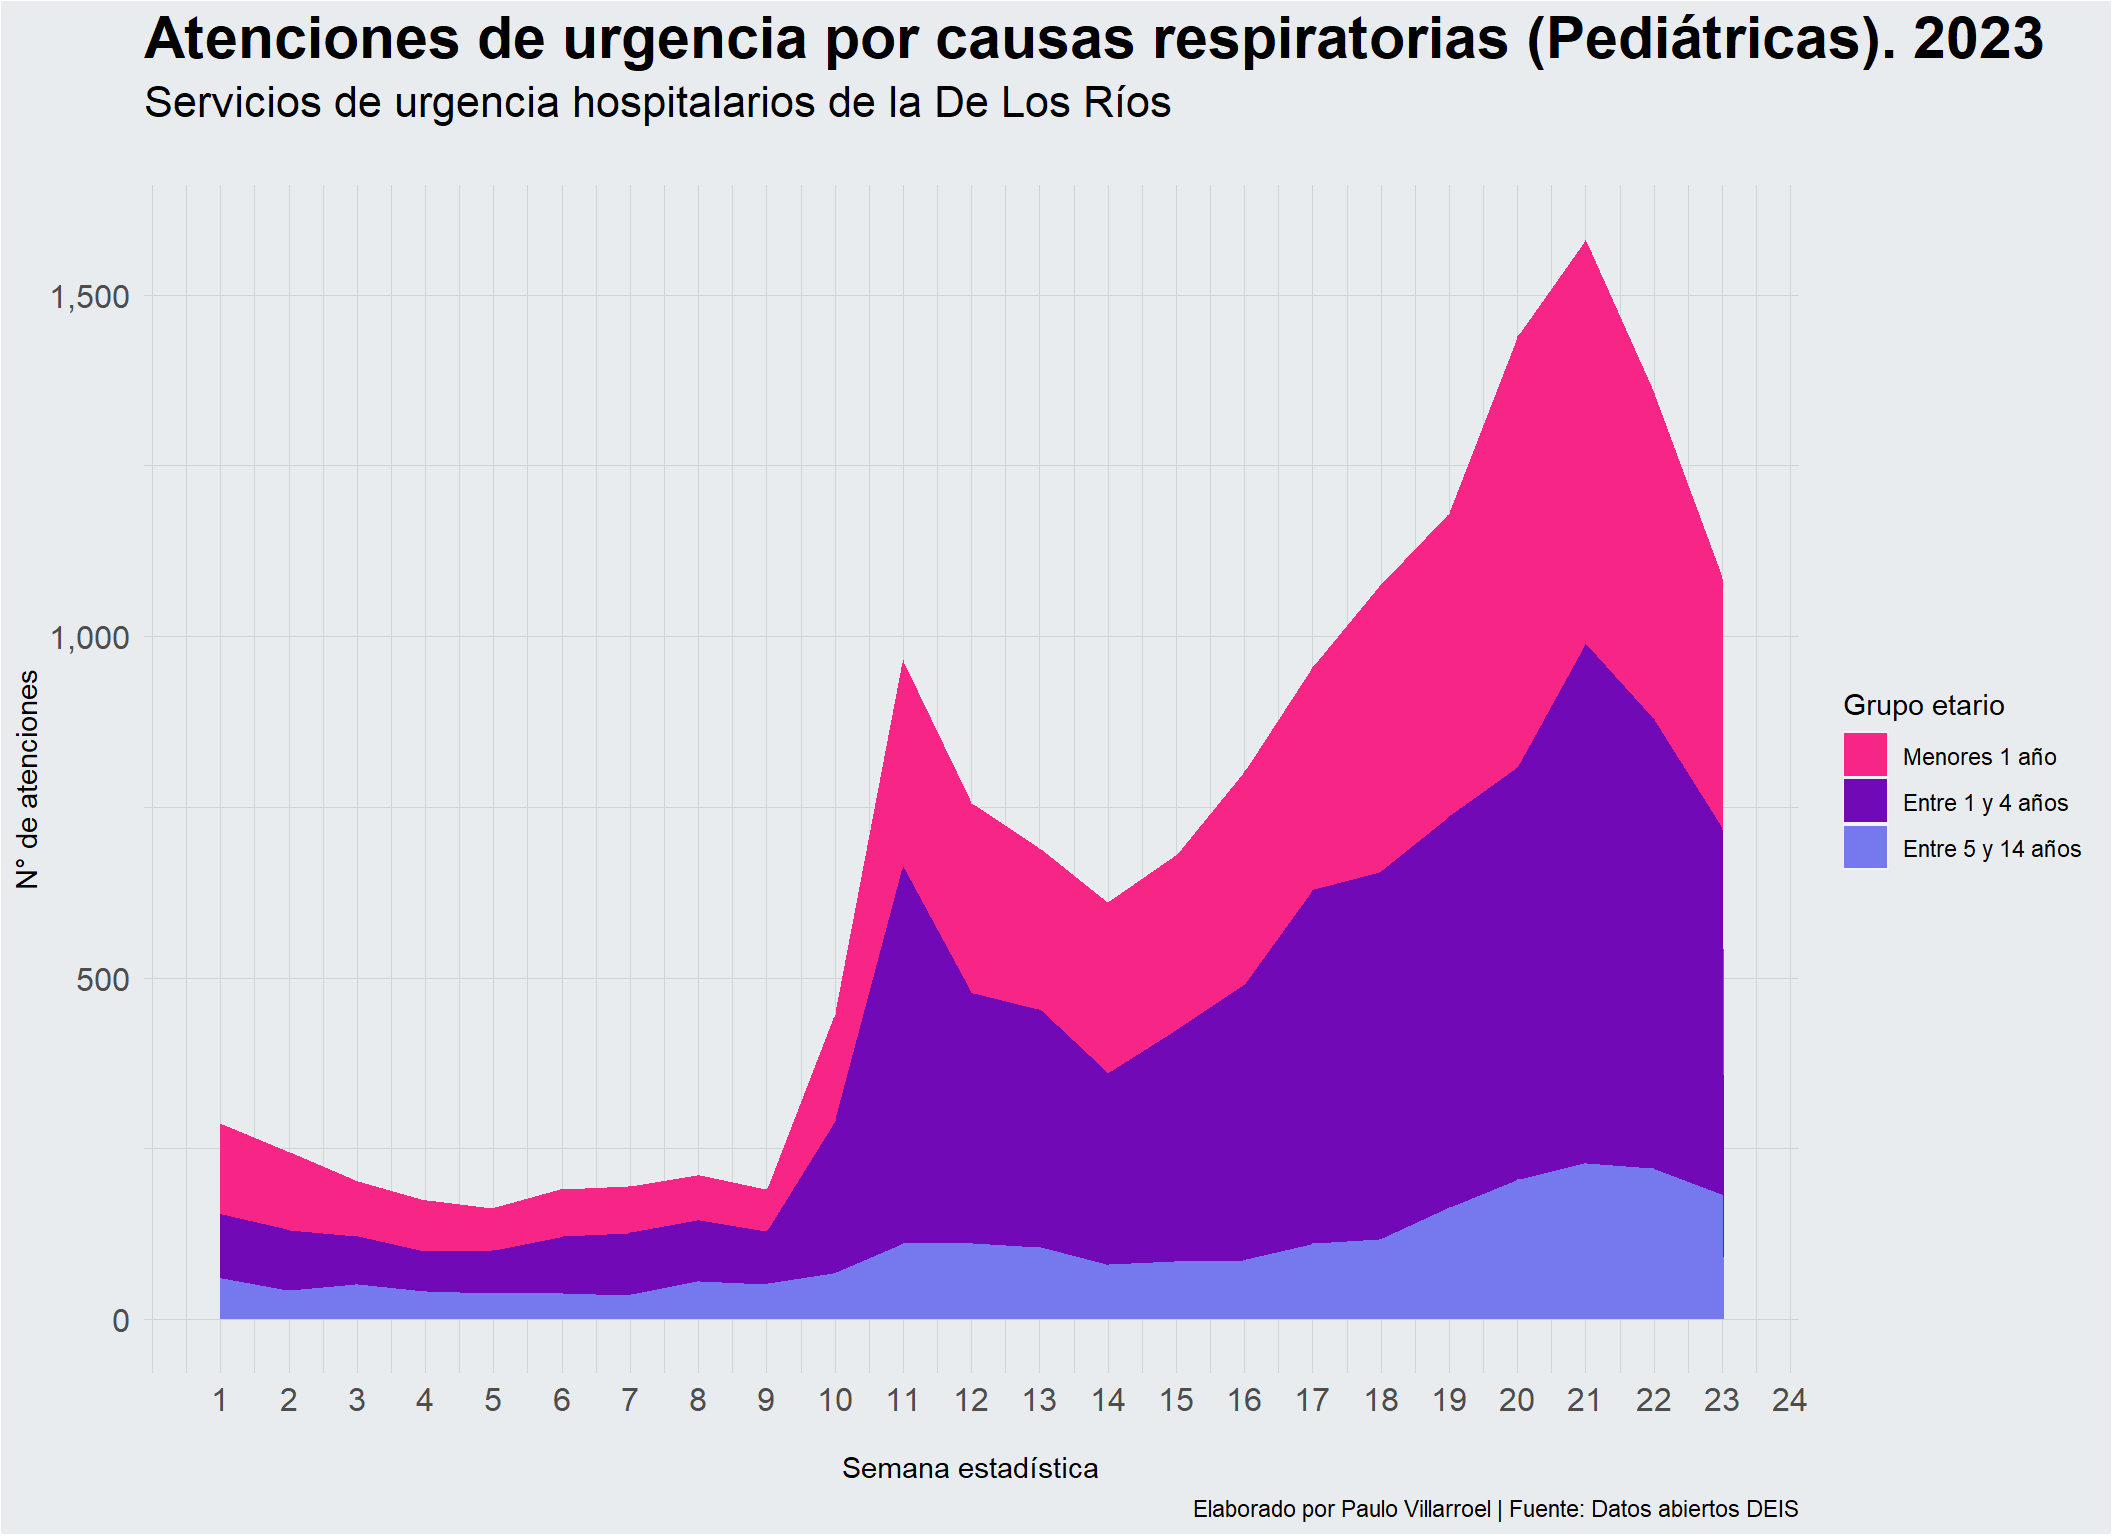 Atenciones de urgencia por causas respiratorias (Pediátricas). 2023
Servicios de urgencia hospitalarios de la De Los Ríos
N° de atenciones
1,500
1,000
500
0
1 2 3 4 5 6 7 8 9 10 11 12 13 14 15 16 17 18 19 20 21 22 23 24
Semana estadística
Grupo etario
Menores 1 año
Entre 1 y 4 años
Entre 5 y 14 años
Elaborado por Paulo Villarroel | Fuente: Datos abiertos DEIS